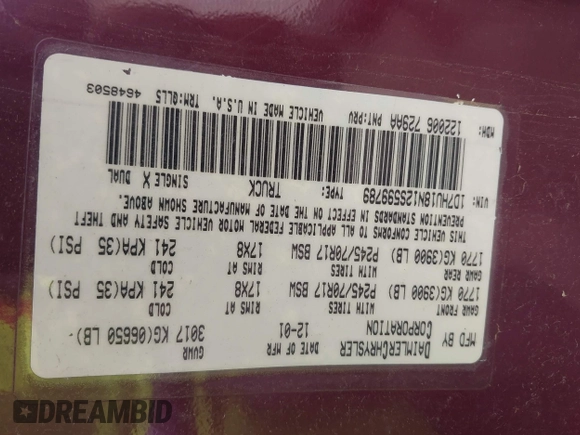 MFD BY DAIMLERCHRYSLER CORPORATION
DATE OF MFR 12-01
GVWR 3017 KG(06650 LB)
GAWR FRONT WITH TIRES RIMS AT COLD
1770 KG(3900 LB) P245/70R17 BSW 17X8 241 KPA(35 PSI)
GAWR REAR WITH TIRES RIMS AT COLD
1770 KG(3900 LB) P245/70R17 BSW 17X8 241 KPA(35 PSI)
THIS VEHICLE CONFORMS TO ALL APPLICABLE FEDERAL MOTOR VEHICLE SAFETY AND THEFT
PREVENTION STANDARDS IN EFFECT ON THE DATE OF MANUFACTURE SHOWN ABOVE.
VIN: 1D7HU18N12S599789 TYPE: TRUCK SINGLE X DUAL
MDH: 122006 729AA PNT:PRV VEHICLE MADE IN U.S.A. TRM:QLL5
4648503
DREAMBID